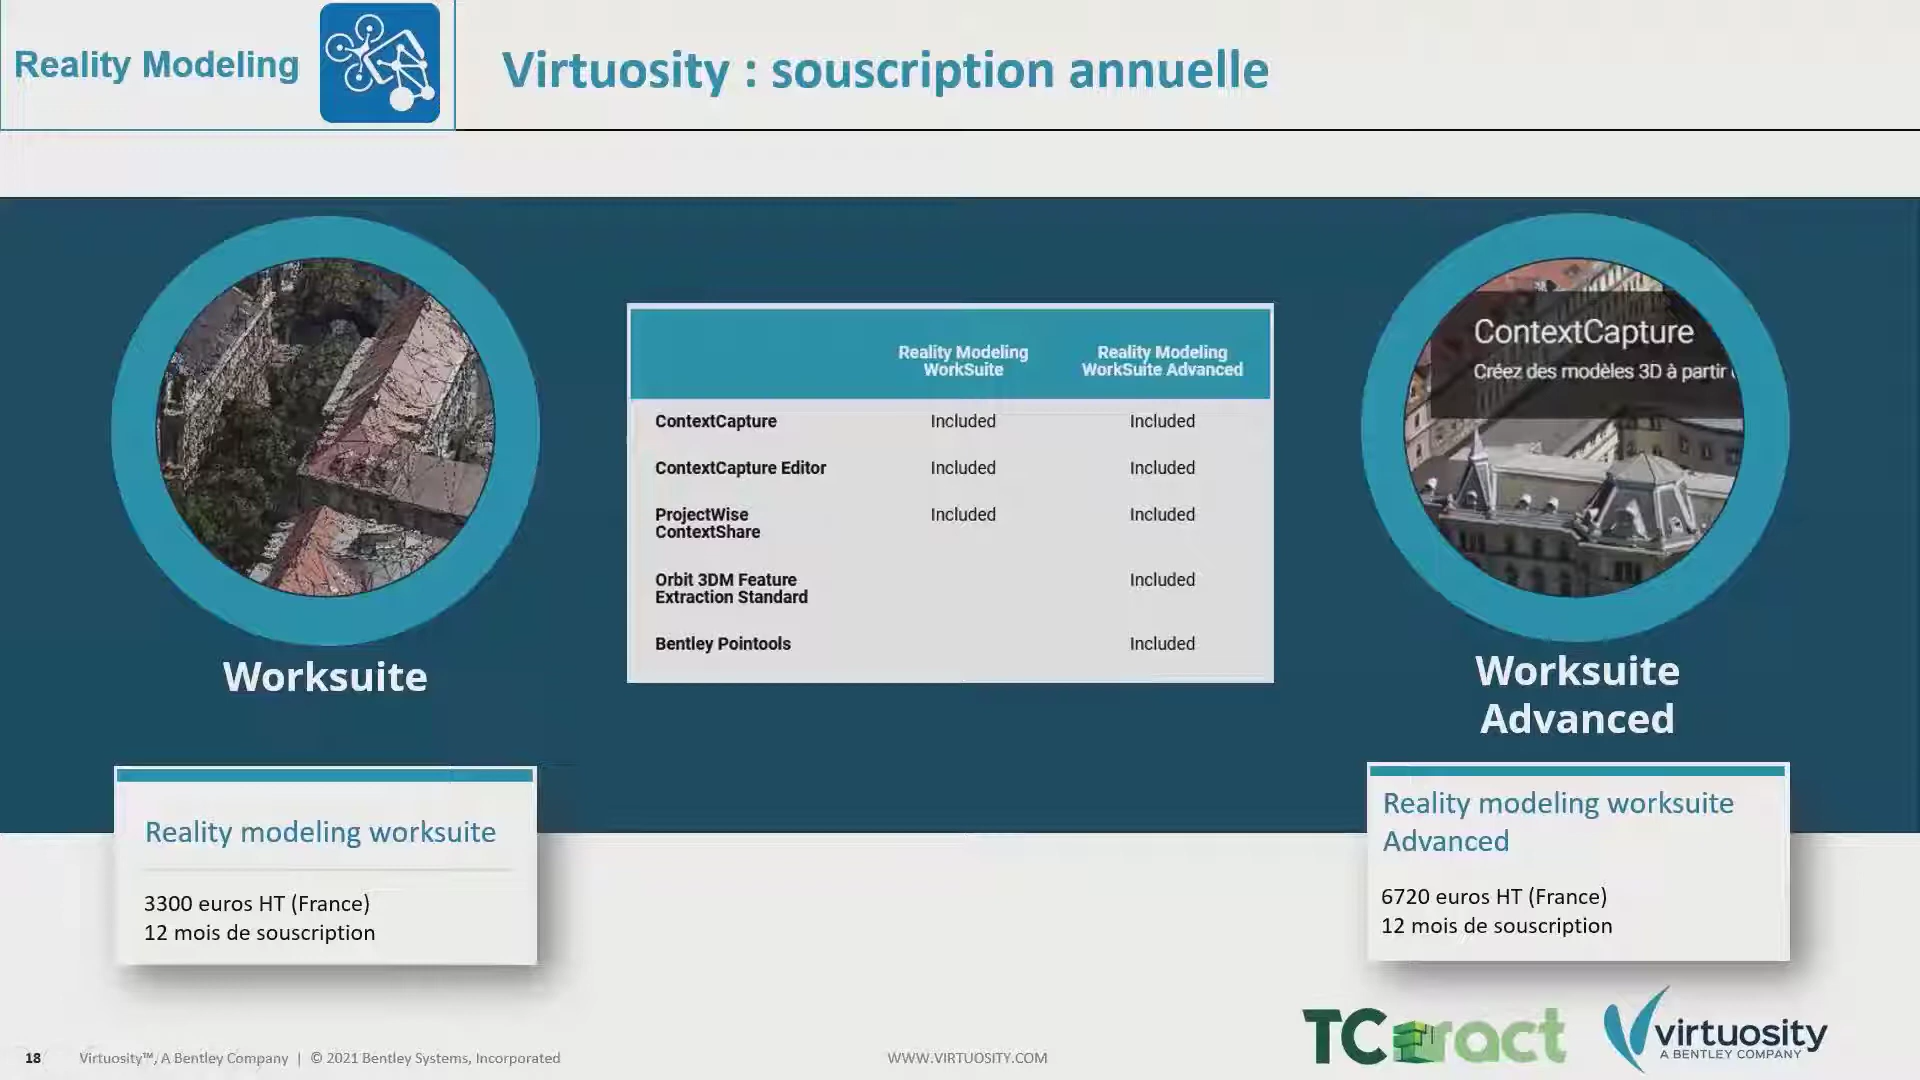 Reality Modeling
Virtuosity : souscription annuelle
Reality Modeling
WorkSuite
Reality Modeling
WorkSuite Advanced
ContextCapture Included Included
ContextCapture Editor Included Included
ProjectWise
ContextShare Included Included
Orbit 3DM Feature
Extraction Standard Included
Bentley Pointools Included
ContextCapture
Créez des modèles 3D à partir
Worksuite
Worksuite
Advanced
Reality modeling worksuite
3300 euros HT (France)
12 mois de souscription
Reality modeling worksuite
Advanced
6720 euros HT (France)
12 mois de souscription
TCeract
virtuosity
A BENTLEY COMPANY
18 Virtuosity™, A Bentley Company | © 2021 Bentley Systems, Incorporated
WWW.VIRTUOSITY.COM